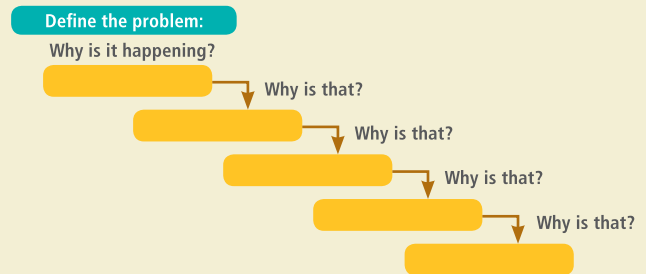 Define the problem:
Why is it happening?
Why is that?
Why is that?
Why is that?
Why is that?